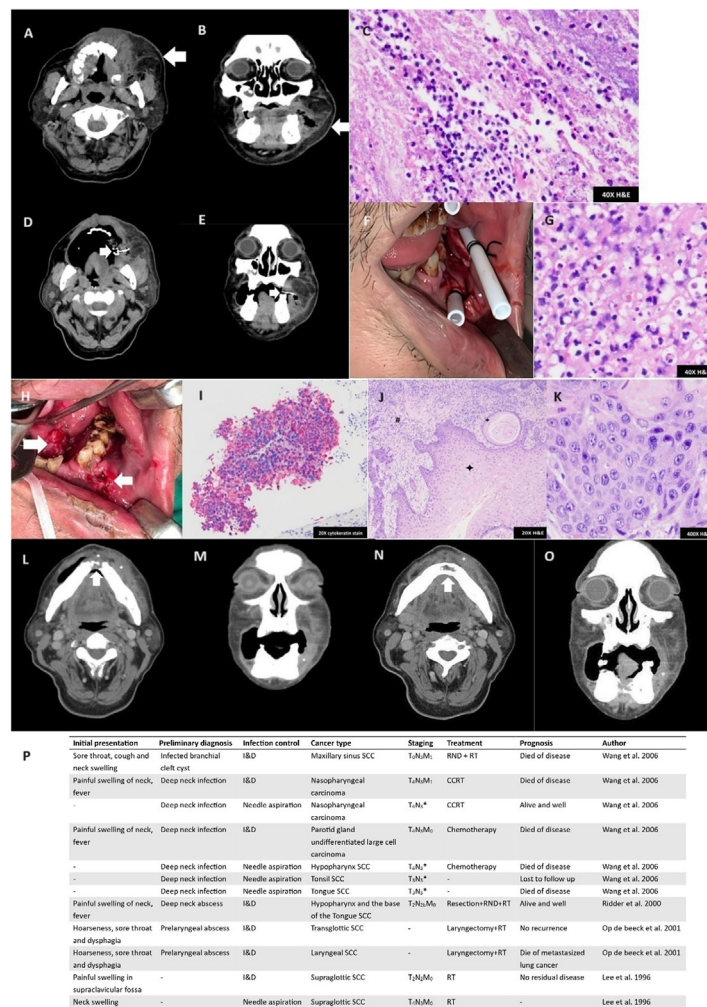 A
B
C
40X H&E
D
E
F
G
40X H&E
H
I
20X cytokeratin stain
J
#
*
20X H&E
K
400X H&E
L
M
N
O
P
Initial presentation Preliminary diagnosis Infection control Cancer type Staging Treatment Prognosis Author
Sore throat, cough and neck swelling Infected branchial cleft cyst I&D Maxillary sinus SCC RND + RT Died of disease Wang et al. 2006
Painful swelling of neck, fever Deep neck infection I&D Nasopharyngeal carcinoma CCRT Died of disease Wang et al. 2006
- Deep neck infection Needle aspiration Nasopharyngeal carcinoma CCRT Alive and well Wang et al. 2006
Painful swelling of neck, fever Deep neck infection I&D Parotid gland undifferentiated large cell carcinoma Chemotherapy Died of disease Wang et al. 2006
- Deep neck infection Needle aspiration Hypopharynx SCC Chemotherapy Died of disease Wang et al. 2006
- Deep neck infection Needle aspiration Tonsil SCC - Lost to follow up Wang et al. 2006
- Deep neck infection Needle aspiration Tongue SCC - Died of disease Wang et al. 2006
Painful swelling of neck, fever Deep neck abscess I&D Hypopharynx and the base of the Tongue SCC Resection+RND+RT Alive and well Ridder et al. 2000
Hoarseness, sore throat and dysphagia Prelaryngeal abscess I&D Transglottic SCC - Laryngectomy+RT No recurrence Op de beeck et al. 2001
Hoarseness, sore throat and dysphagia Prelaryngeal abscess I&D Laryngeal SCC - Laryngectomy+RT Die of metastasized lung cancer Op de beeck et al. 2001
Painful swelling in supraclavicular fossa - I&D Supraglottic SCC T₂N₂M₀ RT No residual disease Lee et al. 1996
Neck swelling - Needle aspiration Supraglottic SCC RT - Lee et al. 1996